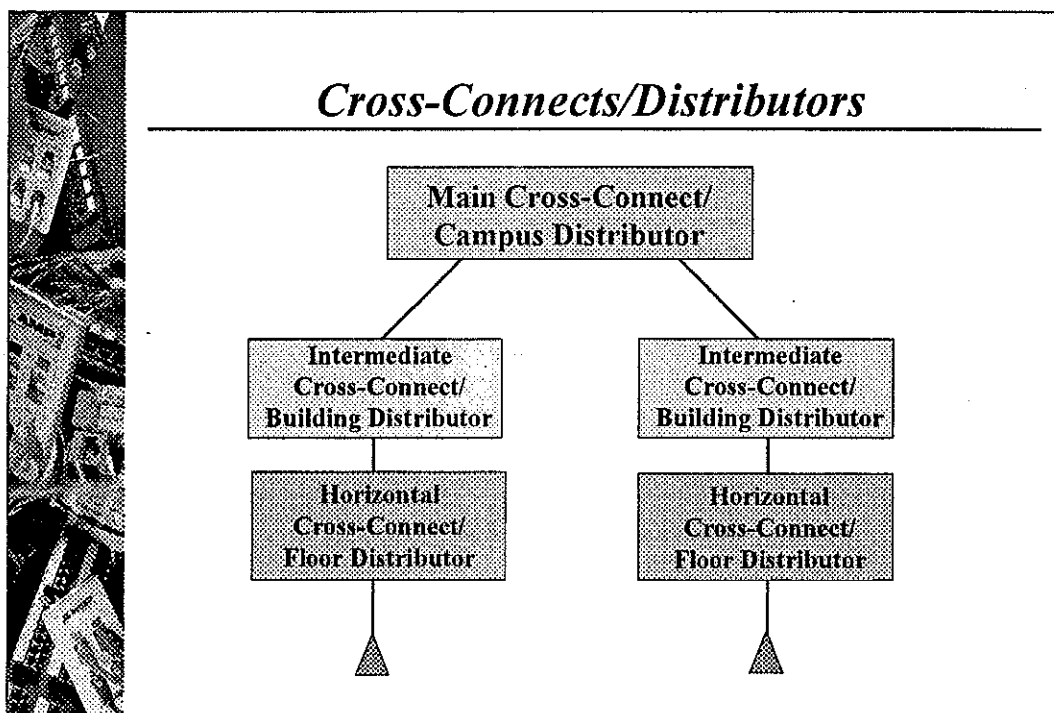 Cross-Connects/Distributors
Main Cross-Connect/
Campus Distributor
Intermediate
Cross-Connect/
Building Distributor
Intermediate
Cross-Connect/
Building Distributor
Horizontal
Cross-Connect/
Floor Distributor
Horizontal
Cross-Connect/
Floor Distributor